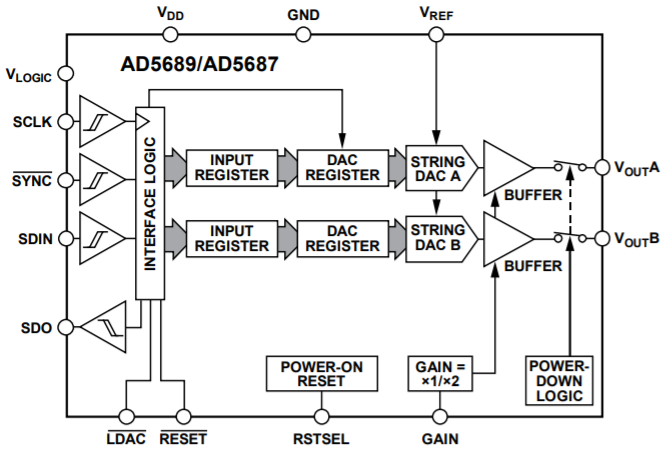 VDD
GND
VREF
AD5689/AD5687
VLOGIC
SCLK
SYNC
SDIN
SDO
INTERFACE LOGIC
INPUT
REGISTER
DAC
REGISTER
STRING
DAC A
BUFFER
VOUTA
INPUT
REGISTER
DAC
REGISTER
STRING
DAC B
BUFFER
VOUTB
POWER-ON
RESET
GAIN =
×1/×2
POWER-
DOWN
LOGIC
LDAC
RESET
RSTSEL
GAIN